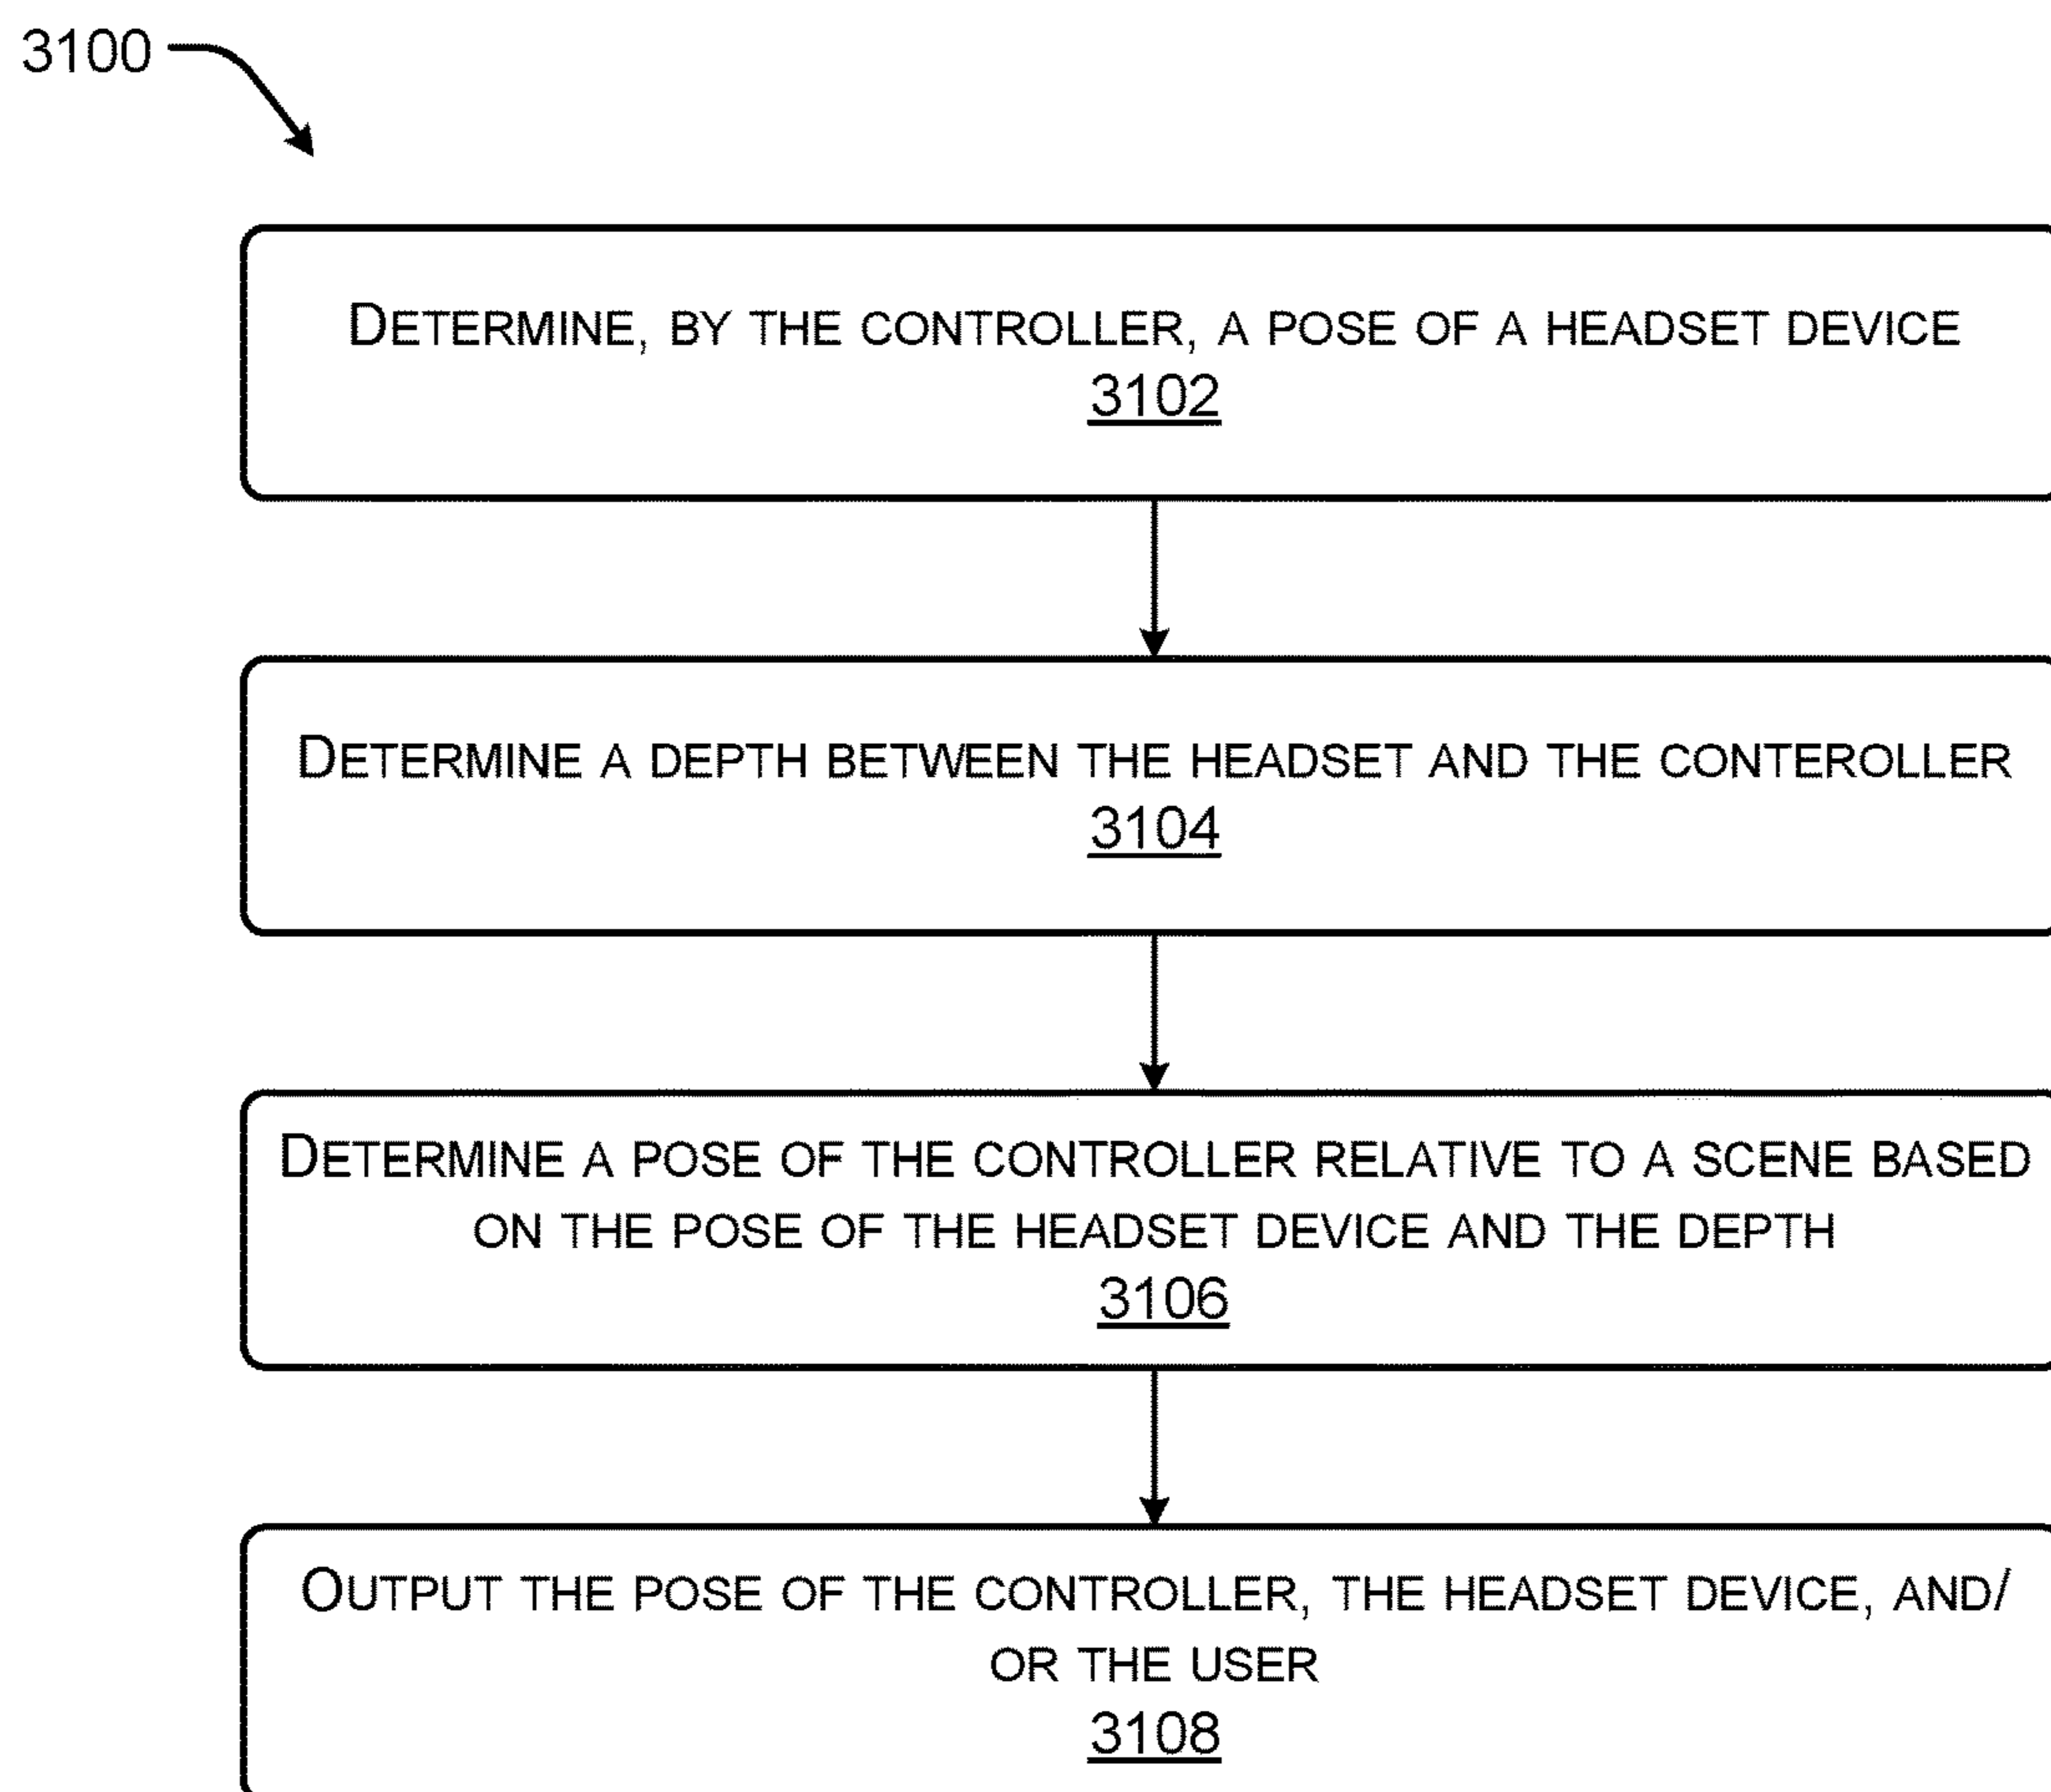 3100
DETERMINE, BY THE CONTROLLER, A POSE OF A HEADSET DEVICE
3102
DETERMINE A DEPTH BETWEEN THE HEADSET AND THE CONTEROLLER
3104
DETERMINE A POSE OF THE CONTROLLER RELATIVE TO A SCENE BASED
ON THE POSE OF THE HEADSET DEVICE AND THE DEPTH
3106
OUTPUT THE POSE OF THE CONTROLLER, THE HEADSET DEVICE, AND/
OR THE USER
3108